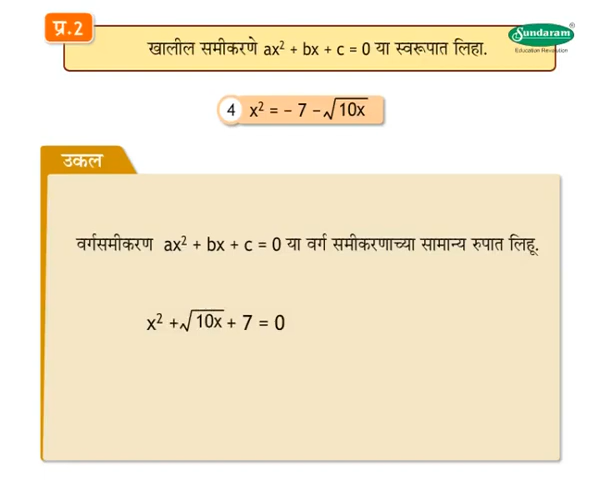 प्र.2
Sundaram
Education Revolution
खालील समीकरणे ax² + bx + c = 0 या स्वरूपात लिहा.
4 x² = – 7 – √10x
उकल
वर्गसमीकरण ax² + bx + c = 0 या वर्ग समीकरणाच्या सामान्य रुपात लिहू.
x² + √10x + 7 = 0